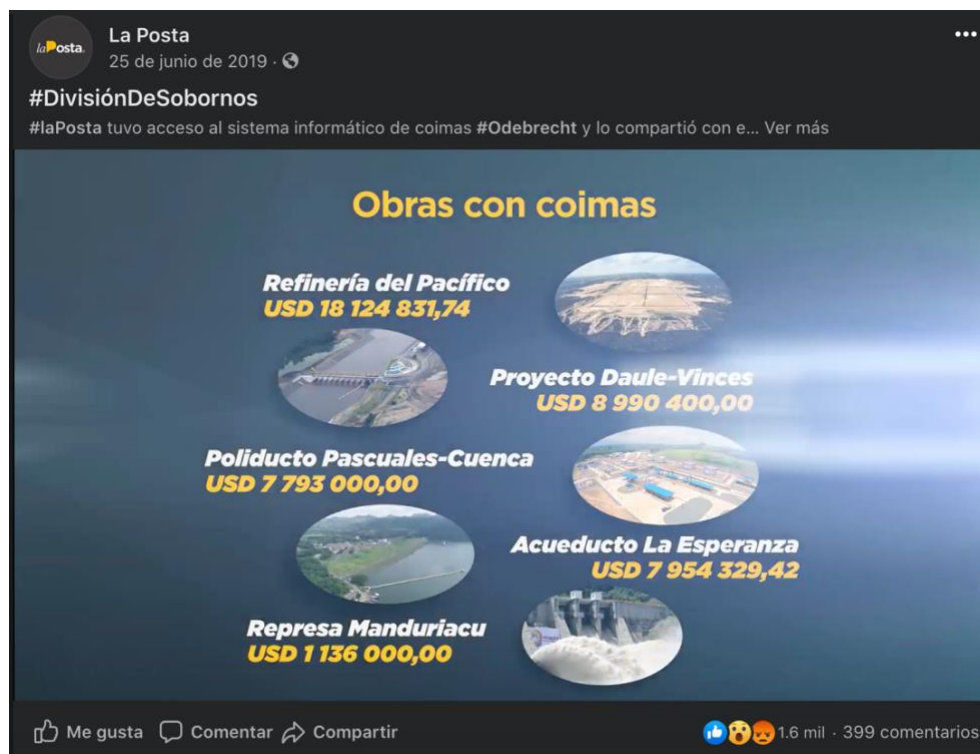 laPosta.
La Posta
25 de junio de 2019 ·
#DivisiónDeSobornos
#laPosta tuvo acceso al sistema informático de coimas #Odebrecht y lo compartió con e... Ver más
Obras con coimas
Refinería del Pacífico
USD 18 124 831,74
Proyecto Daule-Vinces
USD 8 990 400,00
Poliducto Pascuales-Cuenca
USD 7 793 000,00
Acueducto La Esperanza
USD 7 954 329,42
Represa Manduriacu
USD 1 136 000,00
Me gusta Comentar Compartir 1.6 mil · 399 comentarios